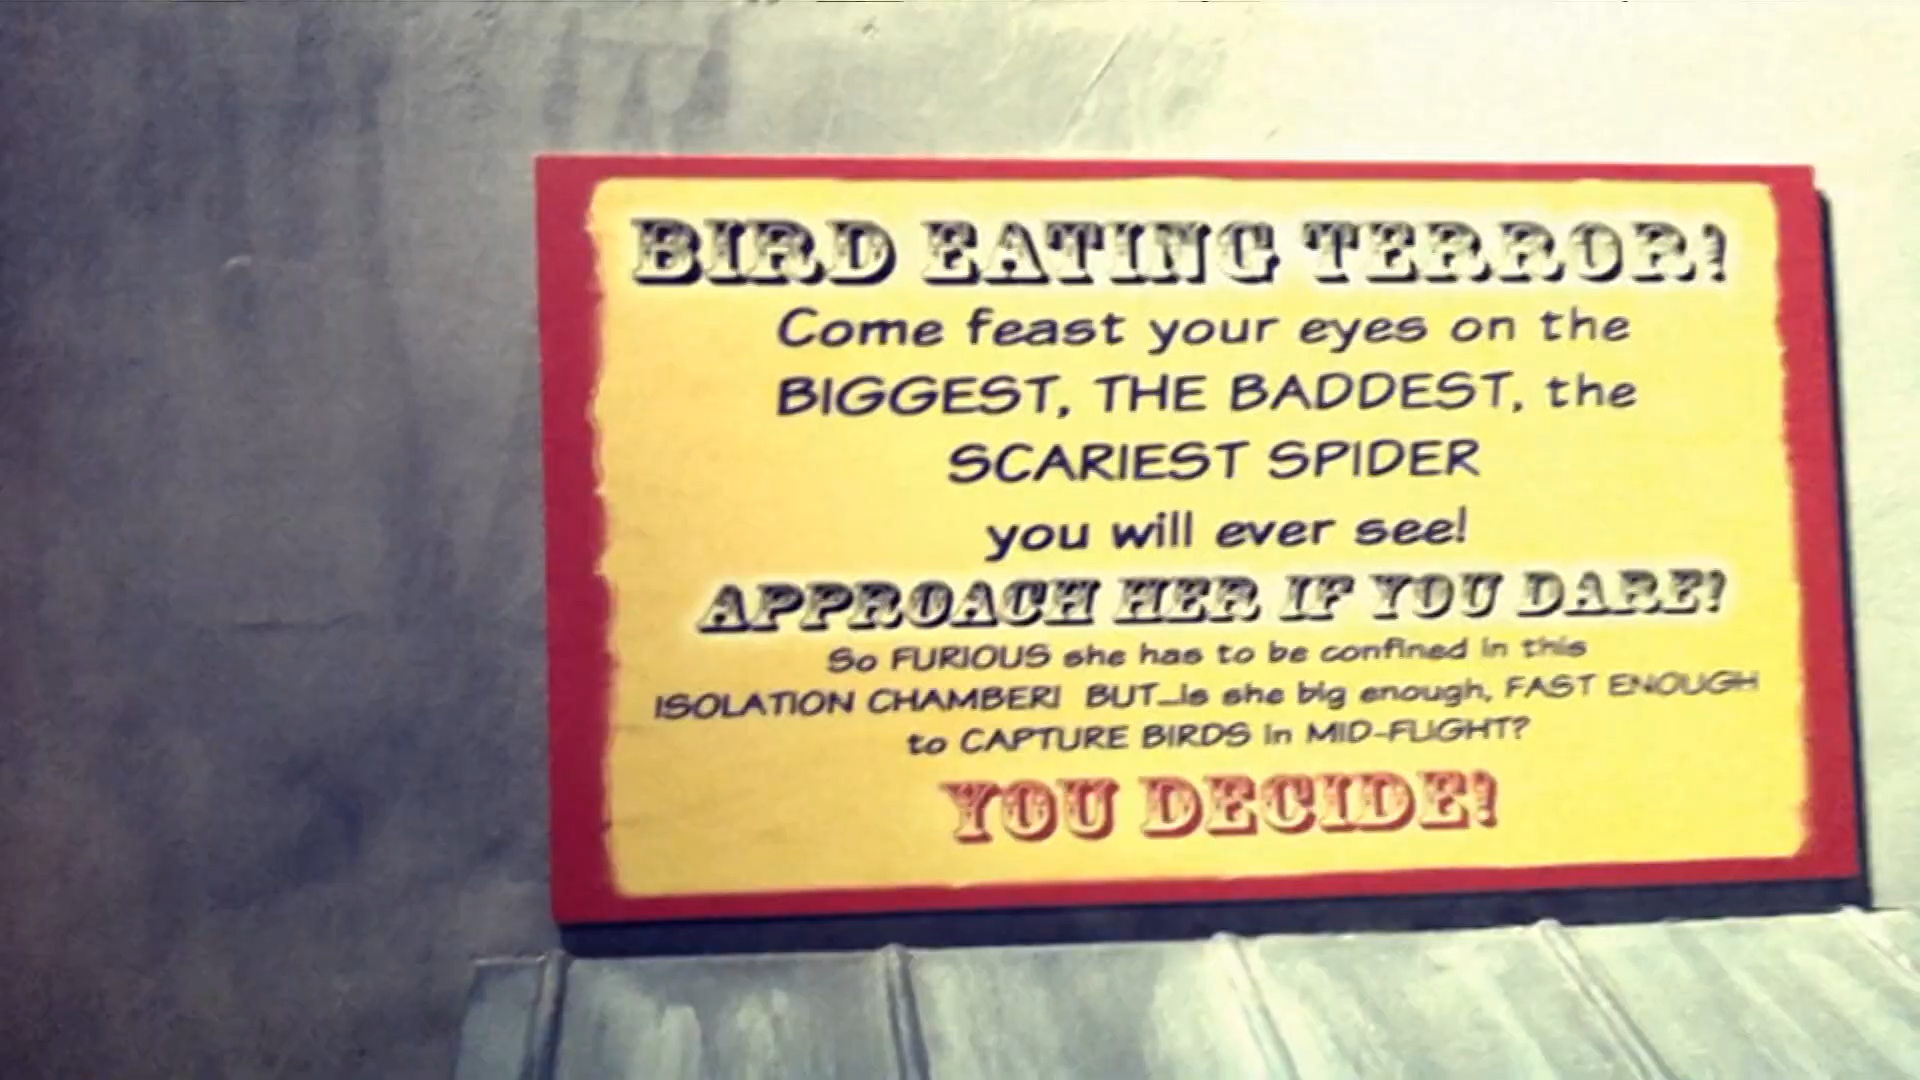 BIRD EATING TERROR!
Come feast your eyes on the
BIGGEST, THE BADDEST, the
SCARIEST SPIDER
you will ever see!
APPROACH HER IF YOU DARE!
So FURIOUS she has to be confined in this
ISOLATION CHAMBER! BUT...is she big enough, FAST ENOUGH
to CAPTURE BIRDS in MID-FLIGHT?
YOU DECIDE!